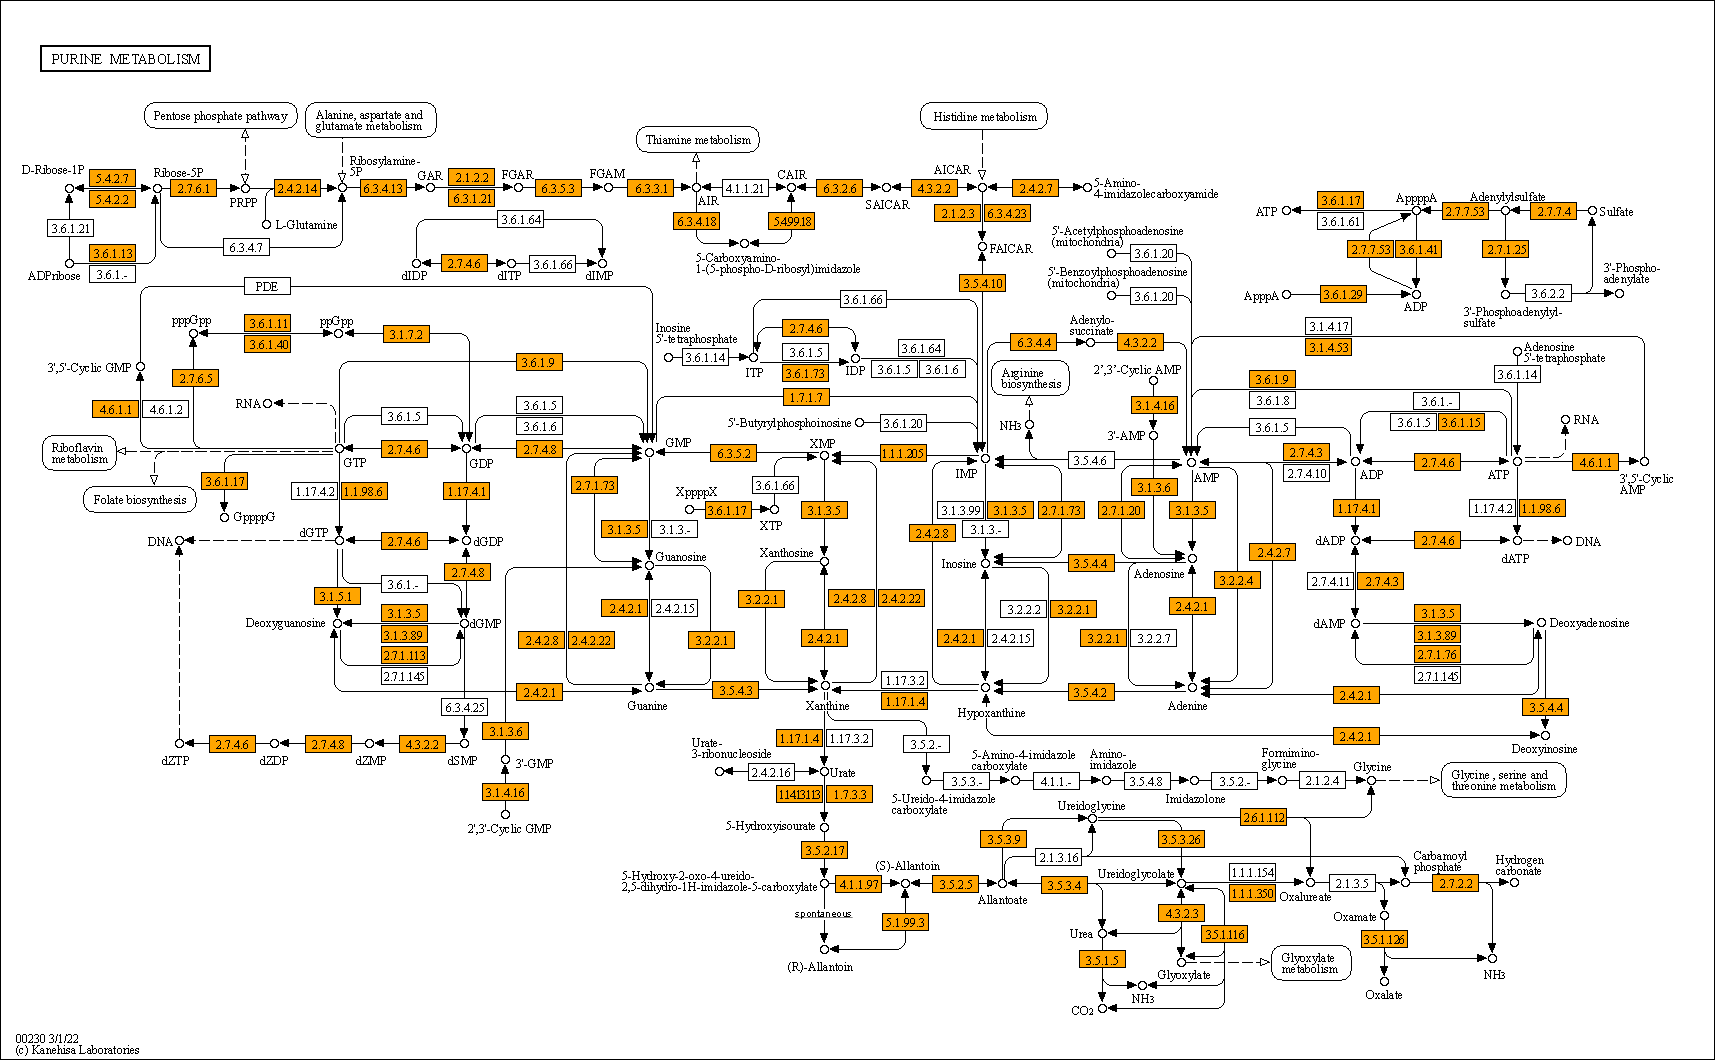 PURINE METABOLISM
Pentose phosphate pathway
Alanine, aspartate and
glutamate metabolism
Thiamine metabolism
Histidine metabolism
D-Ribose-1P
5.4.2.7
5.4.2.2
Ribose-5P
2.7.6.1
PRPP
2.4.2.14
Ribosylamine-
5P
6.3.4.13
GAR
2.1.2.2
6.3.1.21
FGAR
6.3.5.3
FGAM
6.3.3.1
AIR
4.1.1.21
CAIR
6.3.2.6
SAICAR
4.3.2.2
AICAR
2.4.2.7
5-Amino-
4-imidazolecarboxyamide
3.6.1.21
L-Glutamine
6.3.4.7
3.6.1.13
3.6.1.-
ADPribose
3.6.1.64
dIDP
2.7.4.6
dITP
3.6.1.66
dIMP
6.3.4.18
5.4.99.18
5-Carboxyamino-
1-(5-phospho-D-ribosyl)imidazole
2.1.2.3
6.3.4.23
FAICAR
3.5.4.10
5'-Acetylphosphoadenosine
(mitochondria)
3.6.1.20
5'-Benzoylphosphoadenosine
(mitochondria)
3.6.1.20
ATP
3.6.1.17
3.6.1.61
AppppA
2.7.7.53
Adenylylsulfate
2.7.7.4
Sulfate
2.7.7.53
3.6.1.41
2.7.1.25
ApppA
3.6.1.29
ADP
3.6.2.2
3'-Phospho-
adenylate
3'-Phosphoadenylyl-
sulfate
PDE
pppGpp
3.6.1.11
3.6.1.40
ppGpp
3.1.7.2
3',5'-Cyclic GMP
2.7.6.5
4.6.1.1
4.6.1.2
RNA
3.6.1.9
3.6.1.5
3.6.1.5
3.6.1.6
Inosine
5'-tetraphosphate
3.6.1.14
3.6.1.66
2.7.4.6
3.6.1.5
3.6.1.73
ITP
IDP
3.6.1.64
3.6.1.5
3.6.1.6
1.7.1.7
5'-Butyrylphosphoinosine
3.6.1.20
6.3.4.4
Adenylo-
succinate
4.3.2.2
Arginine
biosynthesis
NH3
2',3'-Cyclic AMP
3.1.4.16
3'-AMP
3.1.4.17
3.1.4.53
Adenosine
5'-tetraphosphate
3.6.1.14
3.6.1.9
3.6.1.8
3.6.1.-
3.6.1.5
3.6.1.15
3.6.1.5
RNA
Riboflavin
metabolism
Folate biosynthesis
GTP
2.7.4.6
GDP
2.7.4.8
GMP
6.3.5.2
XMP
1.1.1.205
IMP
3.5.4.6
AMP
2.7.4.3
2.7.4.10
ADP
2.7.4.6
ATP
4.6.1.1
3',5'-Cyclic
AMP
3.6.1.17
GppppG
1.17.4.2
1.1.98.6
1.17.4.1
2.7.1.73
3.1.3.5
3.1.3.-
XppppX
3.6.1.17
3.6.1.66
XTP
3.1.3.5
3.1.3.99
3.1.3.5
3.1.3.-
2.7.1.73
2.4.2.8
2.7.1.20
3.1.3.6
3.1.3.5
1.17.4.1
1.17.4.2
1.1.98.6
DNA
dGTP
2.7.4.6
dGDP
Guanosine
Xanthosine
Inosine
3.5.4.4
Adenosine
2.4.2.7
3.2.2.4
dADP
2.7.4.6
dATP
DNA
3.6.1.-
2.7.4.8
3.1.5.1
2.4.2.1
2.4.2.15
3.2.2.1
2.4.2.8
2.4.2.22
3.2.2.2
3.2.2.1
2.4.2.1
2.7.4.11
2.7.4.3
Deoxyguanosine
3.1.3.5
3.1.3.89
2.7.1.113
2.7.1.145
dGMP
2.4.2.8
2.4.2.22
3.2.2.1
2.4.2.1
2.4.2.1
2.4.2.15
3.2.2.1
3.2.2.7
dAMP
3.1.3.5
3.1.3.89
2.7.1.76
2.7.1.145
Deoxyadenosine
2.4.2.1
Guanine
3.5.4.3
Xanthine
1.17.3.2
1.17.1.4
Hypoxanthine
3.5.4.2
Adenine
2.4.2.1
3.5.4.4
2.4.2.1
Deoxyinosine
6.3.4.25
dZTP
2.7.4.6
dZDP
2.7.4.8
dZMP
4.3.2.2
dSMP
3.1.3.6
3'-GMP
3.1.4.16
2',3'-Cyclic GMP
1.17.1.4
1.17.3.2
3.5.2.-
Urate-
3-ribonucleoside
2.4.2.16
Urate
1.14.13.113
1.7.3.3
5-Hydroxyisourate
3.5.2.17
5-Ureido-4-imidazole
carboxylate
3.5.3.-
5-Amino-4-imidazole
carboxylate
4.1.1.-
Amino-
imidazole
3.5.4.8
Imidazolone
3.5.2.-
Formimino-
glycine
2.1.2.4
Glycine
Glycine , serine and
threonine metabolism
Ureidoglycine
2.6.1.112
3.5.3.9
3.5.3.26
2.1.3.16
5-Hydroxy-2-oxo-4-ureido-
2,5-dihydro-1H-imidazole-5-carboxylate
4.1.1.97
(S)-Allantoin
3.5.2.5
Allantoate
3.5.3.4
Ureidoglycolate
1.1.1.154
1.1.1.350
Oxalureate
2.1.3.5
Carbamoyl
phosphate
2.7.2.2
Hydrogen
carbonate
spontaneous
5.1.99.3
(R)-Allantoin
Urea
4.3.2.3
3.5.1.116
3.5.1.5
Glyoxylate
Glyoxylate
metabolism
NH3
CO2
Oxamate
3.5.1.126
Oxalate
NH3
00230 3/1/22
(c) Kanehisa Laboratories